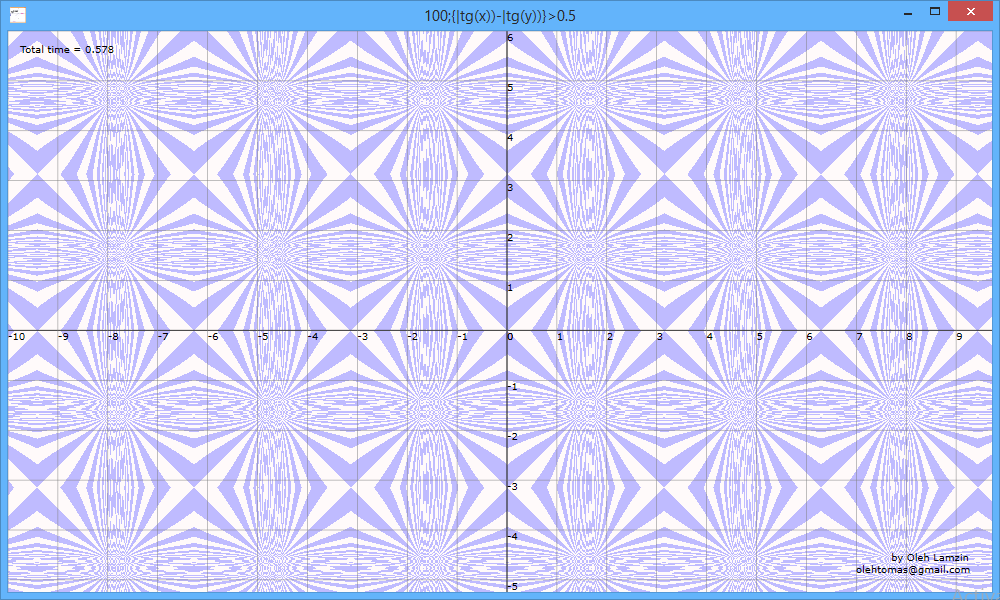 100;{|tg(x))-|tg(y))}>0.5
Total time = 0.578
6
5
4
3
2
1
-10 -9 -8 -7 -6 -5 -4 -3 -2 -1 0 1 2 3 4 5 6 7 8 9
-1
-2
-3
-4
by Oleh Lamzin
olehtomas@gmail.com
-5